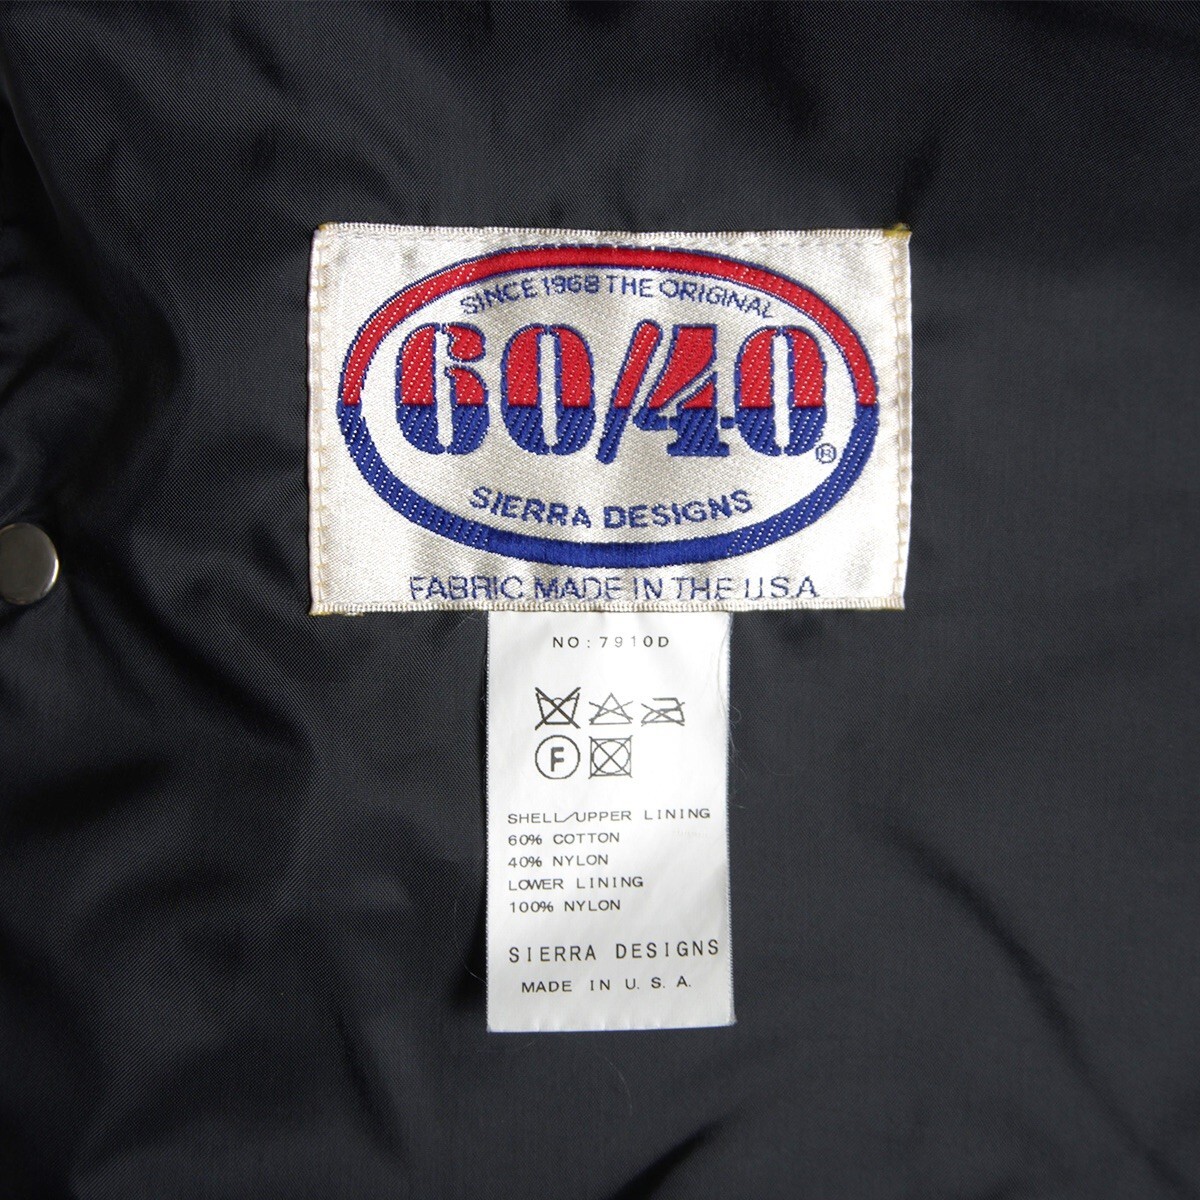 SINCE 1968 THE ORIGINAL
60/40®
SIERRA DESIGNS
FABRIC MADE IN THE U.S.A
NO:7910D
F
SHELL/UPPER LINING
60% COTTON
40% NYLON
LOWER LINING
100% NYLON
SIERRA DESIGNS
MADE IN U.S.A.